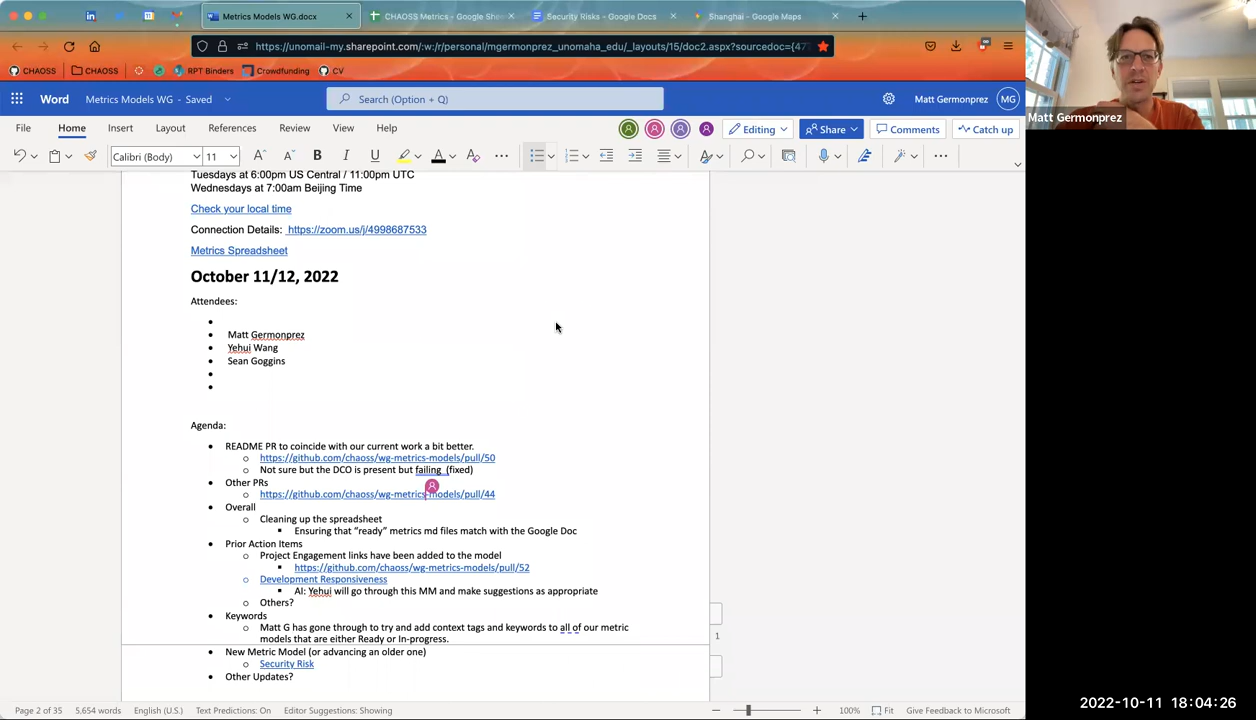 Metrics Models WG.docx
CHAOSS Metrics - Google She
Security Risks - Google Docs
Shanghai - Google Maps
https://unomail-my.sharepoint.com/:w:/r/personal/mgermonprez_unomaha_edu/_layouts/15/doc2.aspx?sourcedoc={47
CHAOSS
CHAOSS
RPT Binders
Crowdfunding
CV
Word
Metrics Models WG - Saved
Search (Option + Q)
Matt Germonprez
MG
Matt Germonprez
File
Home
Insert
Layout
References
Review
View
Help
Editing
Share
Comments
Catch up
Calibri (Body)
11
Tuesdays at 6:00pm US Central / 11:00pm UTC
Wednesdays at 7:00am Beijing Time
Check your local time
Connection Details: https://zoom.us/j/4998687533
Metrics Spreadsheet
October 11/12, 2022
Attendees:
Matt Germonprez
Yehui Wang
Sean Goggins
Agenda:
README PR to coincide with our current work a bit better.
https://github.com/chaoss/wg-metrics-models/pull/50
Not sure but the DCO is present but failing (fixed)
Other PRs
https://github.com/chaoss/wg-metrics-models/pull/44
Overall
Cleaning up the spreadsheet
Ensuring that “ready” metrics md files match with the Google Doc
Prior Action Items
Project Engagement links have been added to the model
https://github.com/chaoss/wg-metrics-models/pull/52
Development Responsiveness
AI: Yehui will go through this MM and make suggestions as appropriate
Others?
Keywords
Matt G has gone through to try and add context tags and keywords to all of our metric
models that are either Ready or In-progress.
New Metric Model (or advancing an older one)
Security Risk
Other Updates?
1
Page 2 of 35
5,654 words
English (U.S.)
Text Predictions: On
Editor Suggestions: Showing
100%
Fit
Give Feedback to Microsoft
2022-10-11 18:04:26